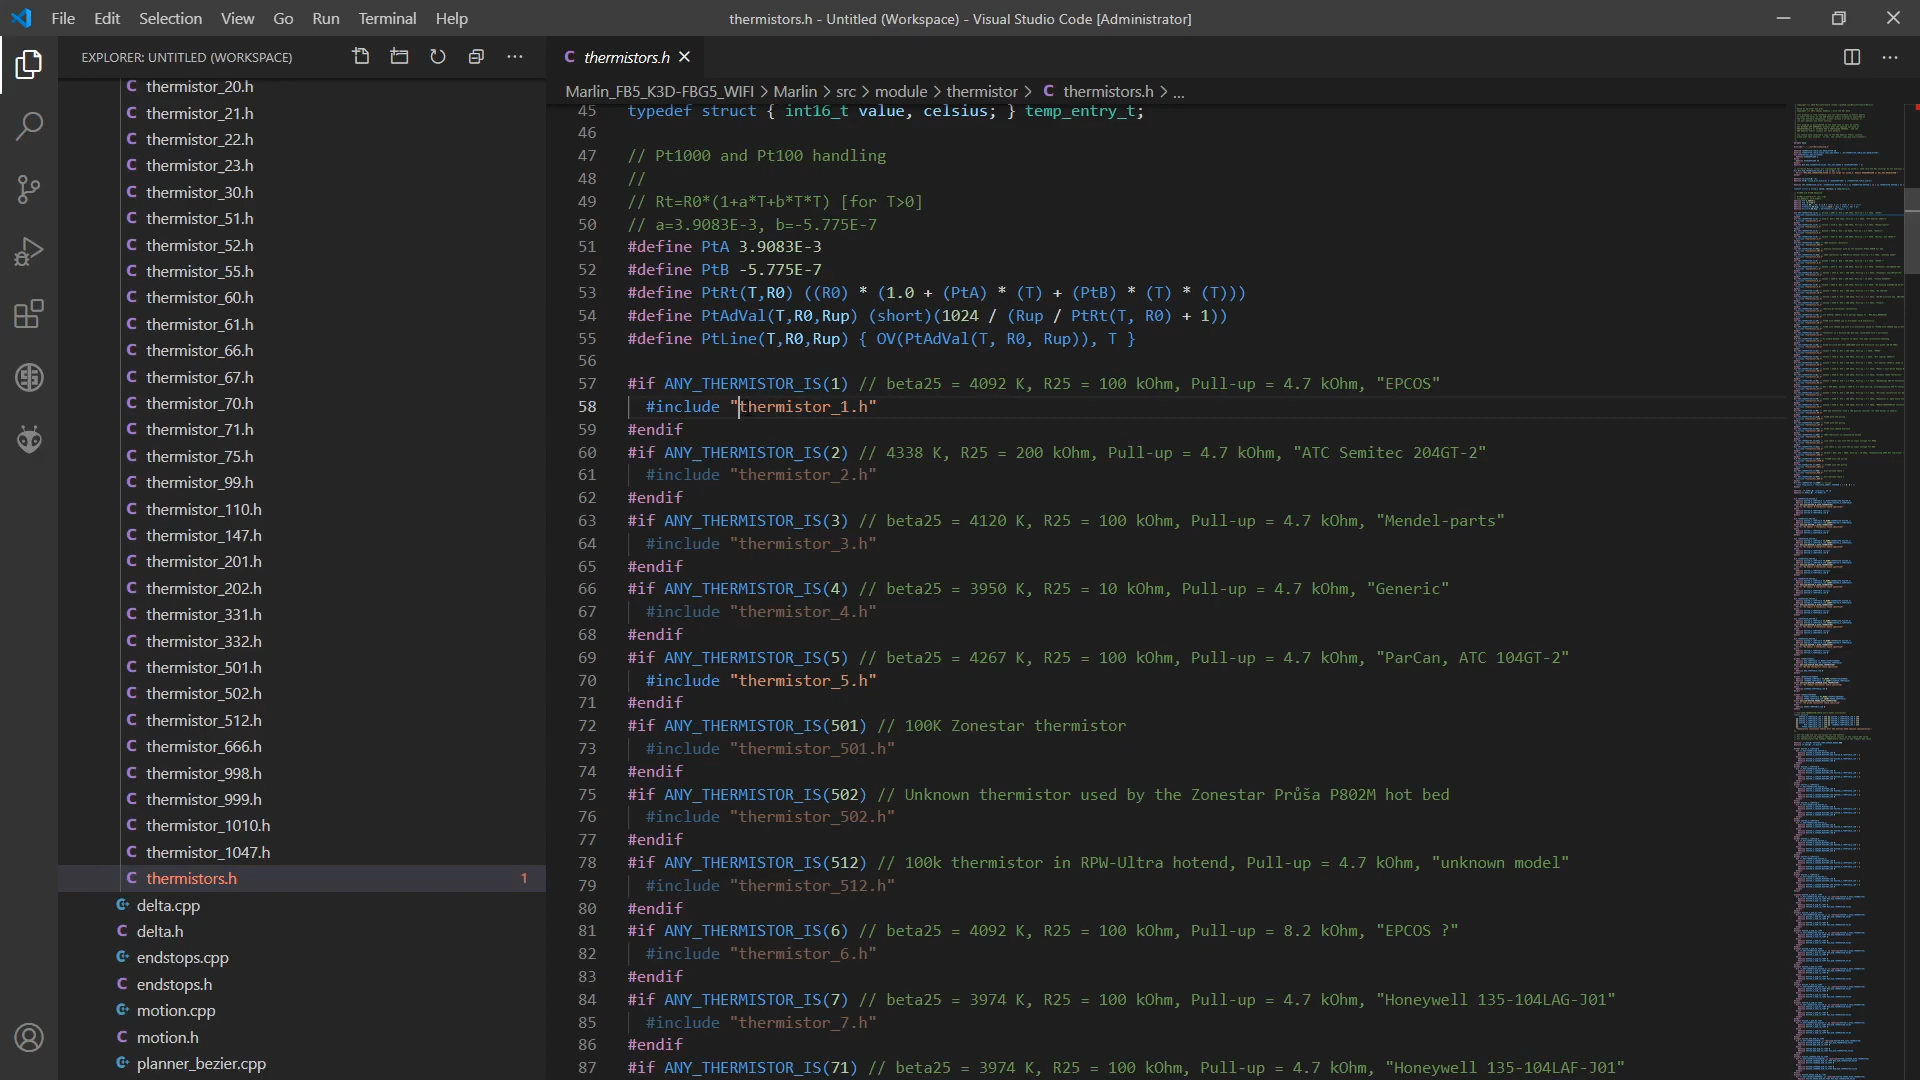 File Edit Selection View Go Run Terminal Help
thermistors.h - Untitled (Workspace) - Visual Studio Code [Administrator]
EXPLORER: UNTITLED (WORKSPACE)
thermistor_20.h
thermistor_21.h
thermistor_22.h
thermistor_23.h
thermistor_30.h
thermistor_51.h
thermistor_52.h
thermistor_55.h
thermistor_60.h
thermistor_61.h
thermistor_66.h
thermistor_67.h
thermistor_70.h
thermistor_71.h
thermistor_75.h
thermistor_99.h
thermistor_110.h
thermistor_147.h
thermistor_201.h
thermistor_202.h
thermistor_331.h
thermistor_332.h
thermistor_501.h
thermistor_502.h
thermistor_512.h
thermistor_666.h
thermistor_998.h
thermistor_999.h
thermistor_1010.h
thermistor_1047.h
thermistors.h 1
delta.cpp
delta.h
endstops.cpp
endstops.h
motion.cpp
motion.h
planner_bezier.cpp
thermistors.h
Marlin_FB5_K3D-FBG5_WIFI > Marlin > src > module > thermistor > C thermistors.h > ...
45 typedef struct { int16_t value, celsius; } temp_entry_t;
46
47 // Pt1000 and Pt100 handling
48 //
49 // Rt=R0*(1+a*T+b*T*T) [for T>0]
50 // a=3.9083E-3, b=-5.775E-7
51 #define PtA 3.9083E-3
52 #define PtB -5.775E-7
53 #define PtRt(T,R0) ((R0) * (1.0 + (PtA) * (T) + (PtB) * (T) * (T)))
54 #define PtAdVal(T,R0,Rup) (short)(1024 / (Rup / PtRt(T, R0) + 1))
55 #define PtLine(T,R0,Rup) { OV(PtAdVal(T, R0, Rup)), T }
56
57 #if ANY_THERMISTOR_IS(1) // beta25 = 4092 K, R25 = 100 kOhm, Pull-up = 4.7 kOhm, "EPCOS"
58 #include "thermistor_1.h"
59 #endif
60 #if ANY_THERMISTOR_IS(2) // 4338 K, R25 = 200 kOhm, Pull-up = 4.7 kOhm, "ATC Semitec 204GT-2"
61 #include "thermistor_2.h"
62 #endif
63 #if ANY_THERMISTOR_IS(3) // beta25 = 4120 K, R25 = 100 kOhm, Pull-up = 4.7 kOhm, "Mendel-parts"
64 #include "thermistor_3.h"
65 #endif
66 #if ANY_THERMISTOR_IS(4) // beta25 = 3950 K, R25 = 10 kOhm, Pull-up = 4.7 kOhm, "Generic"
67 #include "thermistor_4.h"
68 #endif
69 #if ANY_THERMISTOR_IS(5) // beta25 = 4267 K, R25 = 100 kOhm, Pull-up = 4.7 kOhm, "ParCan, ATC 104GT-2"
70 #include "thermistor_5.h"
71 #endif
72 #if ANY_THERMISTOR_IS(501) // 100K Zonestar thermistor
73 #include "thermistor_501.h"
74 #endif
75 #if ANY_THERMISTOR_IS(502) // Unknown thermistor used by the Zonestar Průša P802M hot bed
76 #include "thermistor_502.h"
77 #endif
78 #if ANY_THERMISTOR_IS(512) // 100k thermistor in RPW-Ultra hotend, Pull-up = 4.7 kOhm, "unknown model"
79 #include "thermistor_512.h"
80 #endif
81 #if ANY_THERMISTOR_IS(6) // beta25 = 4092 K, R25 = 100 kOhm, Pull-up = 8.2 kOhm, "EPCOS ?"
82 #include "thermistor_6.h"
83 #endif
84 #if ANY_THERMISTOR_IS(7) // beta25 = 3974 K, R25 = 100 kOhm, Pull-up = 4.7 kOhm, "Honeywell 135-104LAG-J01"
85 #include "thermistor_7.h"
86 #endif
87 #if ANY_THERMISTOR_IS(71) // beta25 = 3974 K, R25 = 100 kOhm, Pull-up = 4.7 kOhm, "Honeywell 135-104LAF-J01"